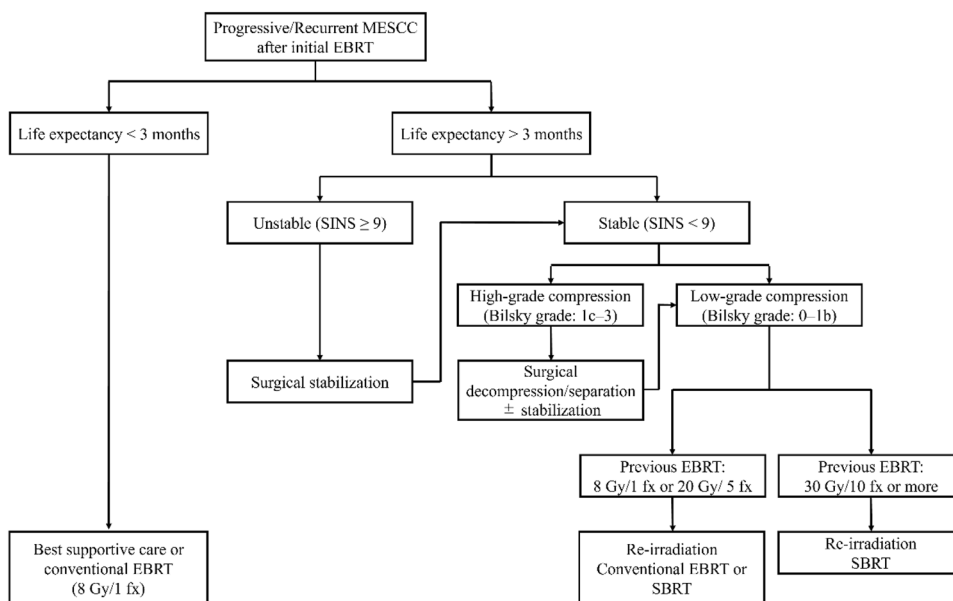 Progressive/Recurrent MESCC
after initial EBRT
Life expectancy < 3 months
Life expectancy > 3 months
Unstable (SINS ≥ 9)
Stable (SINS < 9)
High-grade compression
(Bilsky grade: 1c–3)
Low-grade compression
(Bilsky grade: 0–1b)
Surgical stabilization
Surgical
decompression/separation
± stabilization
Previous EBRT:
8 Gy/1 fx or 20 Gy/ 5 fx
Previous EBRT:
30 Gy/10 fx or more
Best supportive care or
conventional EBRT
(8 Gy/1 fx)
Re-irradiation
Conventional EBRT or
SBRT
Re-irradiation
SBRT